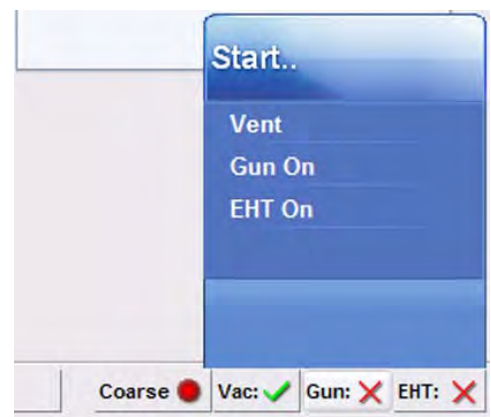 Start..
Vent
Gun On
EHT On
Coarse Vac: Gun: EHT: